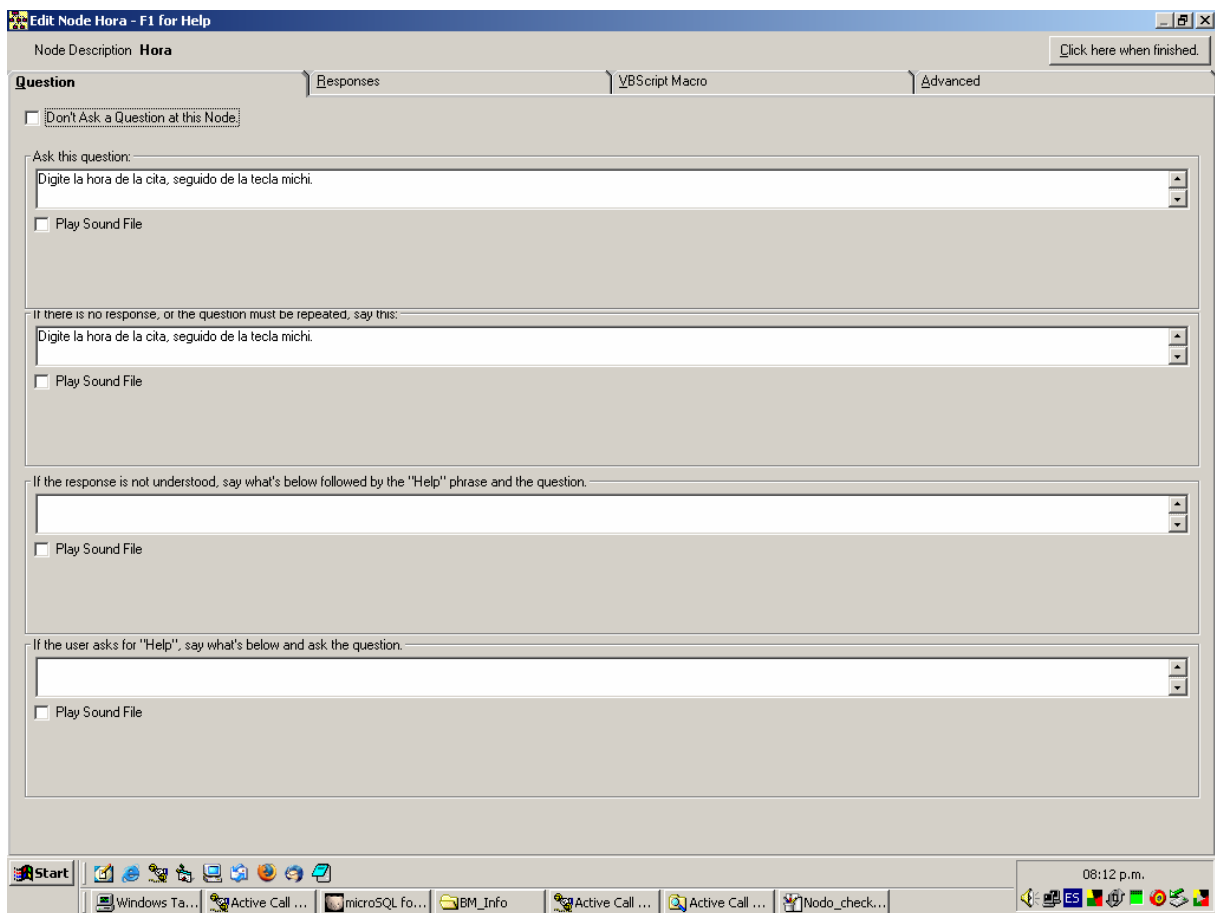 Edit Node Hora - F1 for Help
Node Description Hora
Click here when finished.
Question Responses VBScript Macro Advanced
Don't Ask a Question at this Node.
Ask this question:
Digite la hora de la cita, seguido de la tecla michi.
Play Sound File
If there is no response, or the question must be repeated, say this:
Digite la hora de la cita, seguido de la tecla michi.
Play Sound File
If the response is not understood, say what's below followed by the "Help" phrase and the question.
Play Sound File
If the user asks for "Help", say what's below and ask the question.
Play Sound File
Start
08:12 p.m.
Windows Ta... Active Call ... microSQL fo... BM_Info Active Call ... Active Call ... Nodo_check... ES